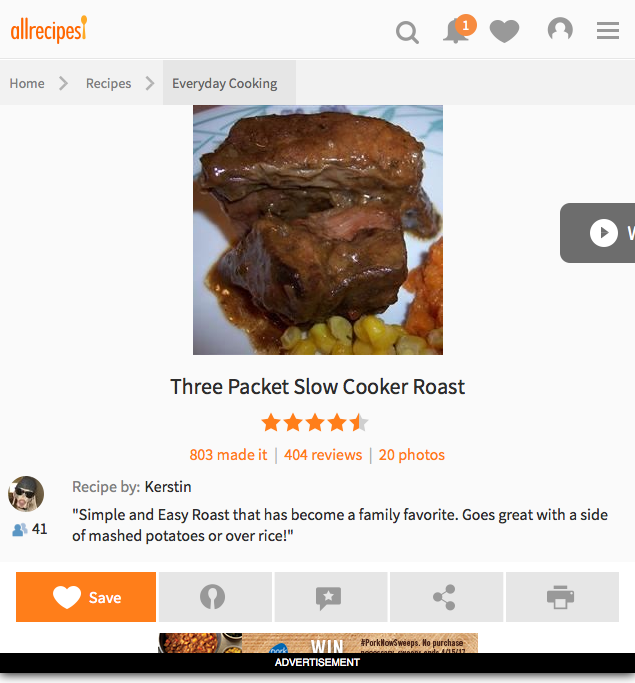 allrecipes
1
Home
Recipes
Everyday Cooking
Three Packet Slow Cooker Roast
803 made it | 404 reviews | 20 photos
Recipe by: Kerstin
41
"Simple and Easy Roast that has become a family favorite. Goes great with a side
of mashed potatoes or over rice!"
Save
pork
WIN
#PorkNowSweeps. No purchase
ADVERTISEMENT